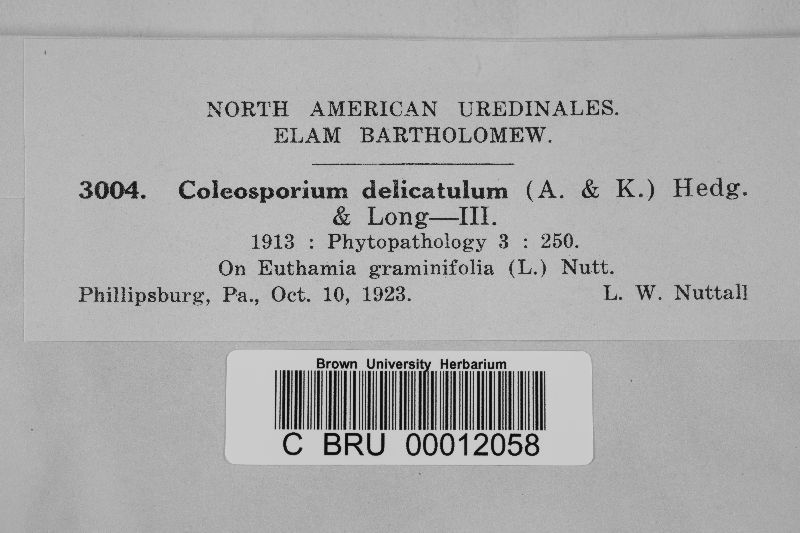 NORTH AMERICAN UREDINALES.
ELAM BARTHOLOMEW.
3004. Coleosporium delicatulum (A. & K.) Hedg.
& Long—III.
1913 : Phytopathology 3 : 250.
On Euthamia graminifolia (L.) Nutt.
Phillipsburg, Pa., Oct. 10, 1923. L. W. Nuttall
Brown University Herbarium
C BRU 00012058